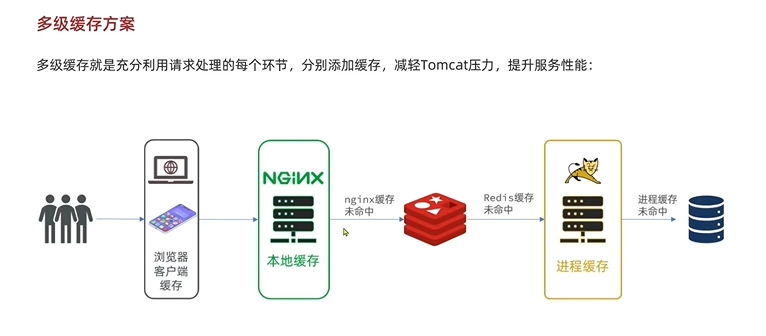 多级缓存方案
多级缓存就是充分利用请求处理的每个环节，分别添加缓存，减轻Tomcat压力，提升服务性能：
浏览器
客户端
缓存
NGINX
本地缓存
nginx缓存
未命中
Redis缓存
未命中
进程缓存
进程缓存
未命中